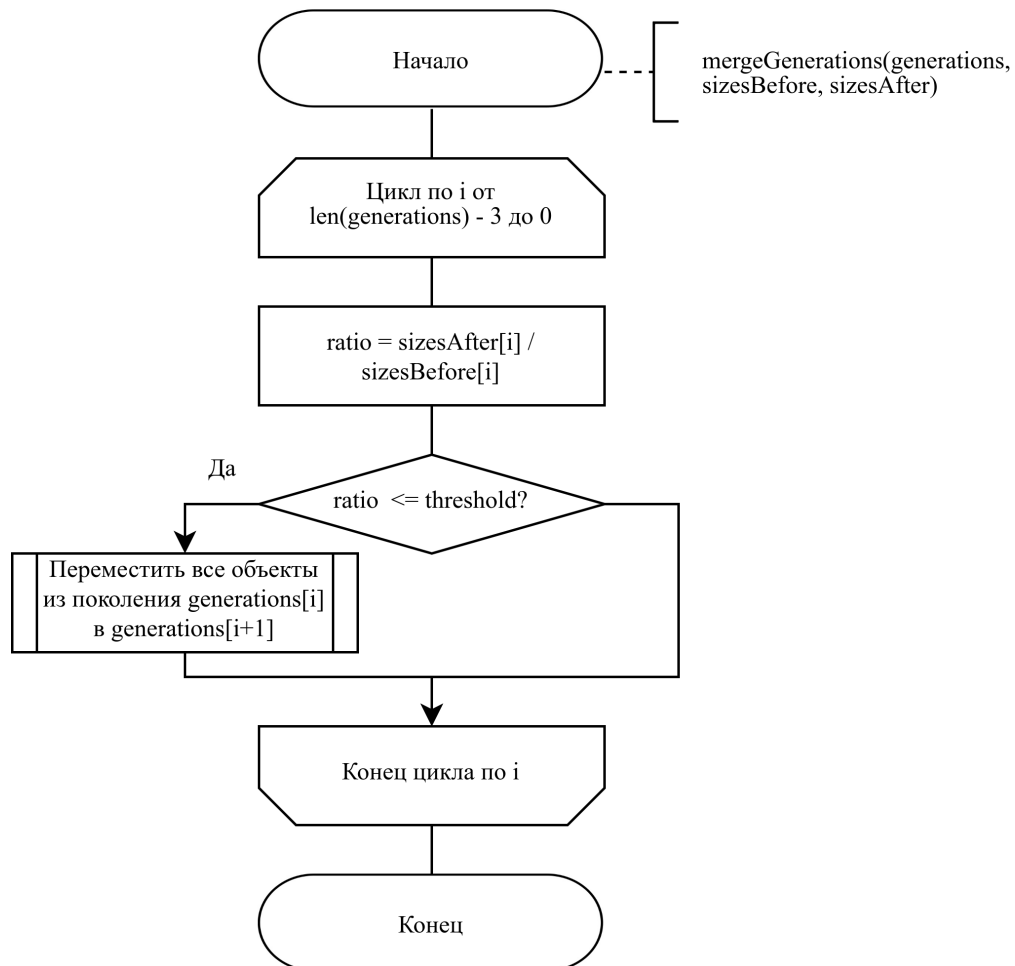 Начало
mergeGenerations(generations,
sizesBefore, sizesAfter)
Цикл по i от
len(generations) - 3 до 0
ratio = sizesAfter[i] /
sizesBefore[i]
Да
ratio <= threshold?
Переместить все объекты
из поколения generations[i]
в generations[i+1]
Конец цикла по i
Конец